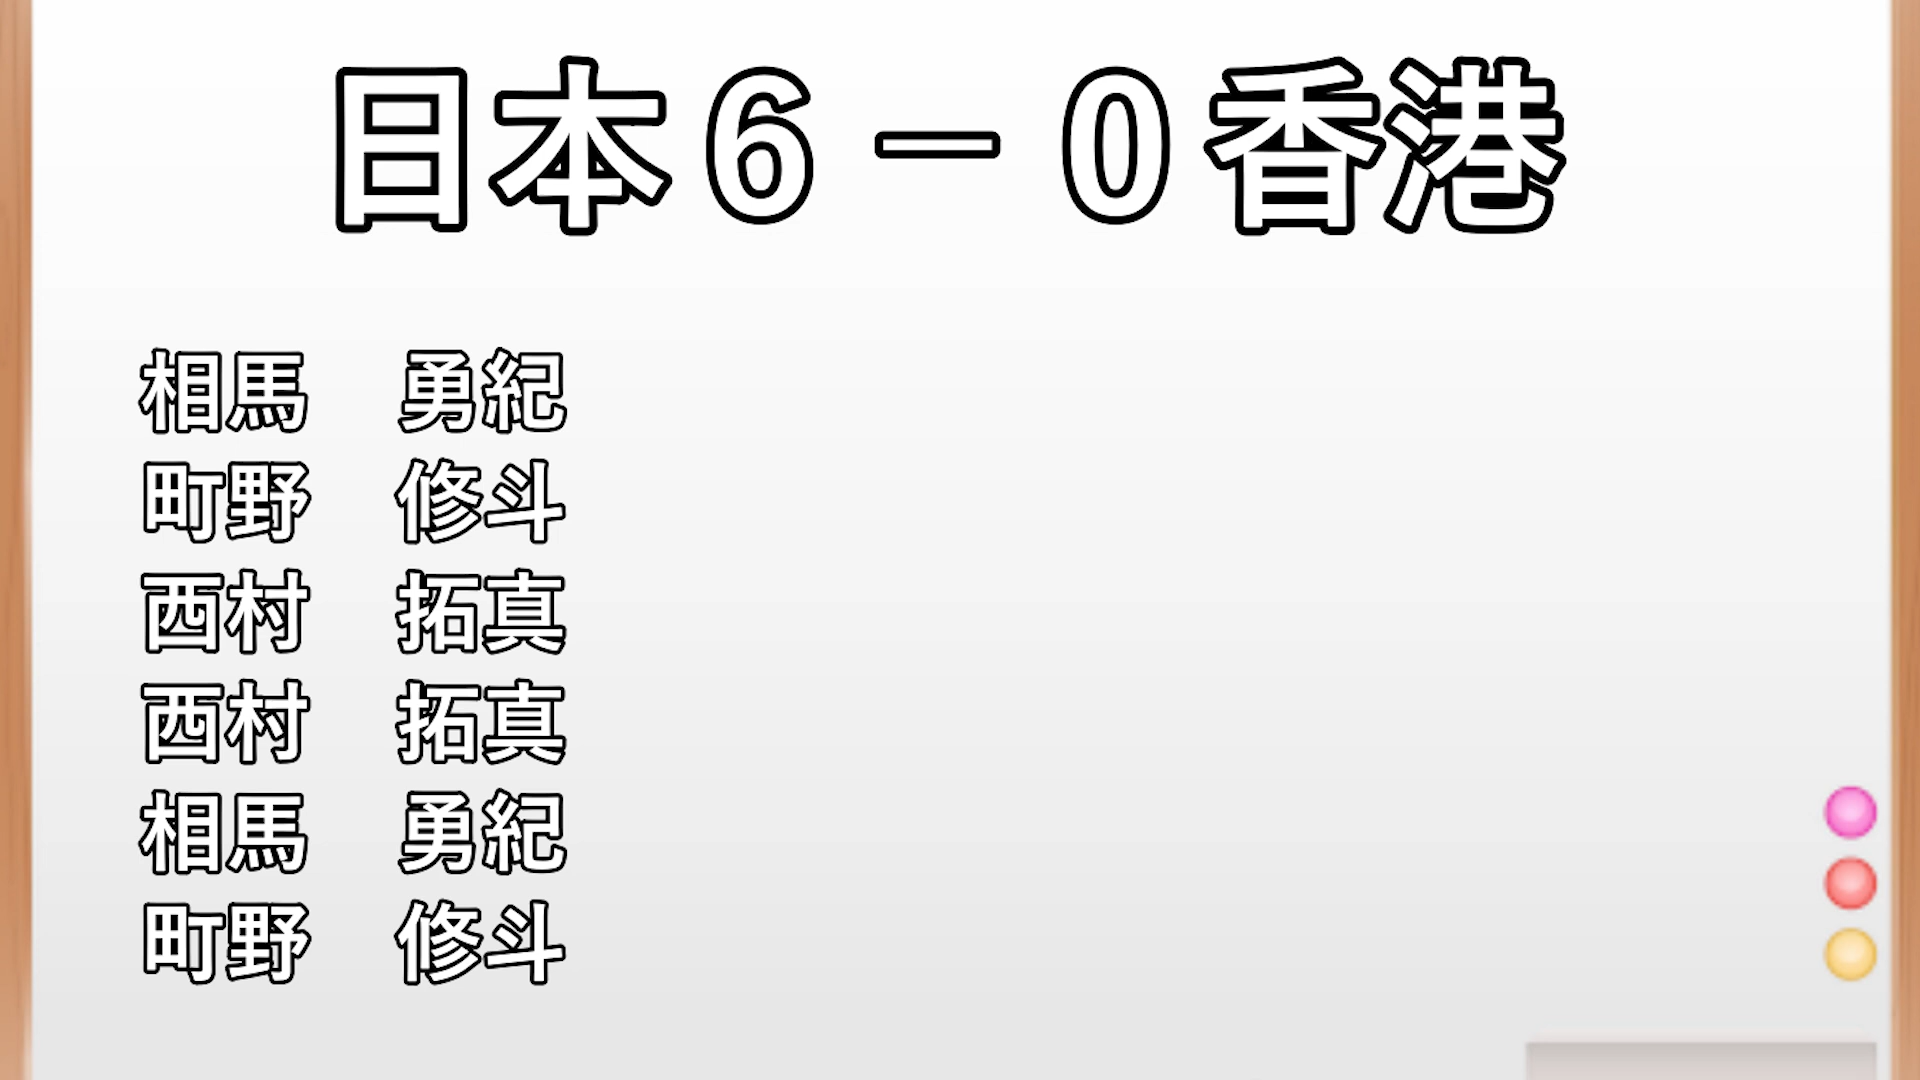 日本６－０香港
相馬　勇紀
町野　修斗
西村　拓真
西村　拓真
相馬　勇紀
町野　修斗